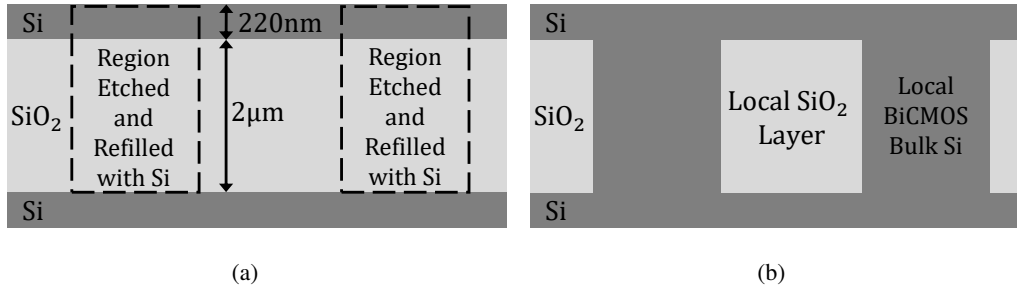 Si
220nm
Region
Etched
and
Refilled
with Si
SiO₂
2μm
Region
Etched
and
Refilled
with Si
Si
(a)
Si
SiO₂
Local SiO₂
Layer
Local
BiCMOS
Bulk Si
Si
(b)